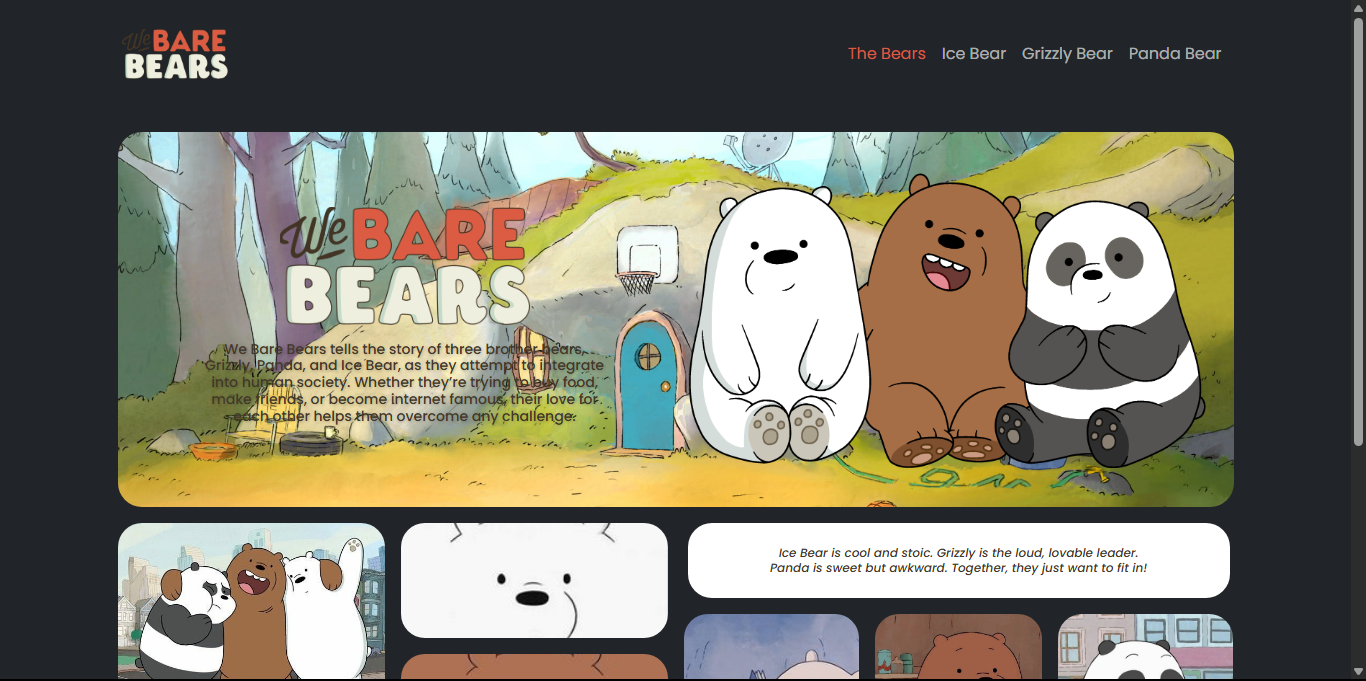 We BARE
BEARS
The Bears Ice Bear Grizzly Bear Panda Bear
We BARE
BEARS
We Bare Bears tells the story of three brother bears,
Grizzly, Panda, and Ice Bear, as they attempt to integrate
into human society. Whether they're trying to buy food,
make friends, or become internet famous, their love for
each other helps them overcome any challenge.
Ice Bear is cool and stoic. Grizzly is the loud, lovable leader.
Panda is sweet but awkward. Together, they just want to fit in!